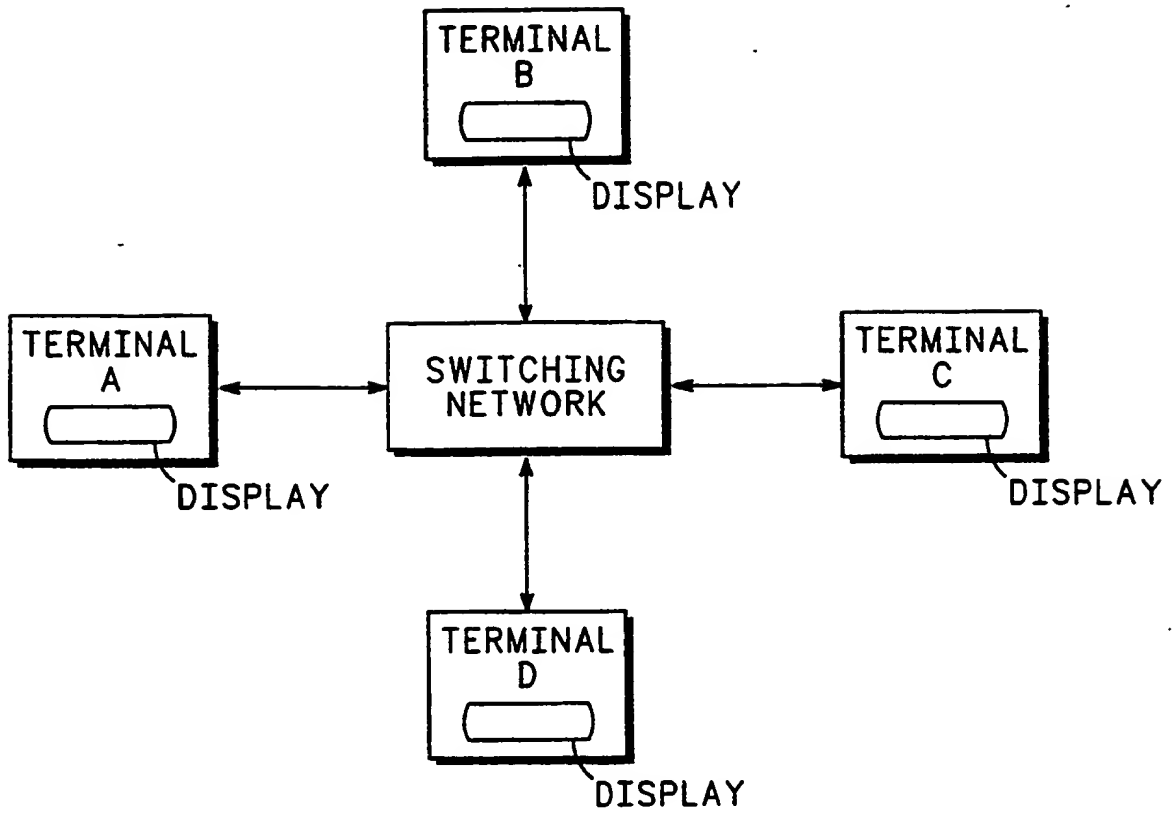 TERMINAL
B
DISPLAY
TERMINAL
A
DISPLAY
SWITCHING
NETWORK
TERMINAL
C
DISPLAY
TERMINAL
D
DISPLAY